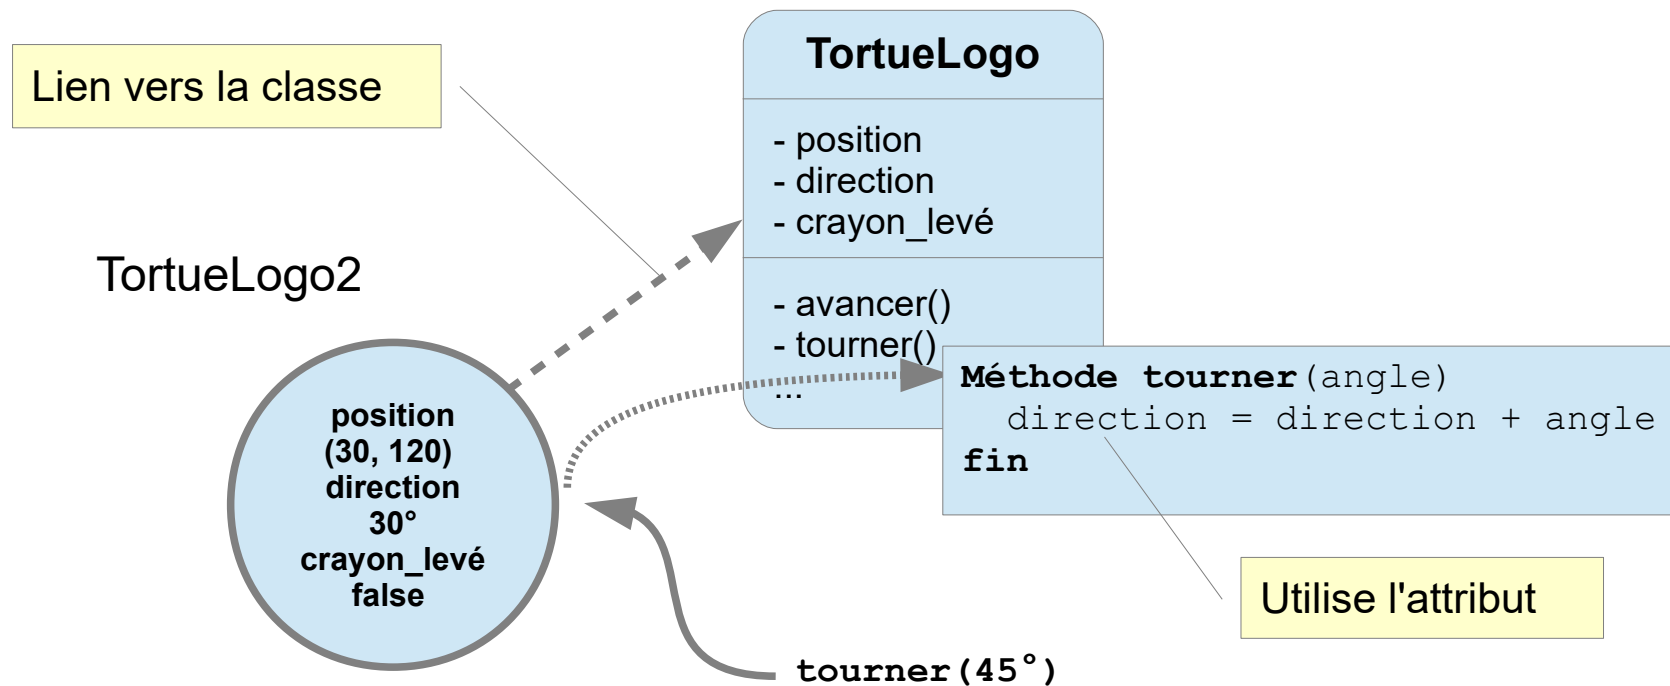 Lien vers la classe
TortueLogo
- position
- direction
- crayon_levé
- avancer()
- tourner()
...
TortueLogo2
position
(30, 120)
direction
30°
crayon_levé
false
Méthode tourner(angle)
direction = direction + angle
fin
Utilise l'attribut
tourner(45°)